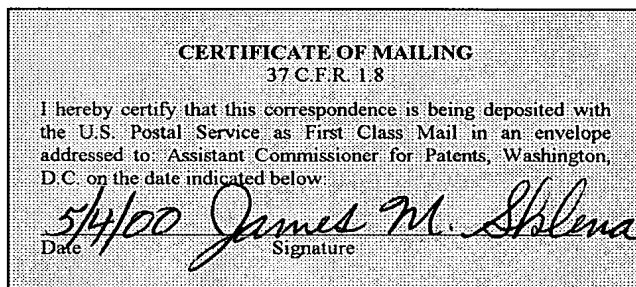 CERTIFICATE OF MAILING
37 C.F.R. 1.8
I hereby certify that this correspondence is being deposited with
the U.S. Postal Service as First Class Mail in an envelope
addressed to: Assistant Commissioner for Patents, Washington,
D.C. on the date indicated below:
5/4/00 James M.
Date Signature